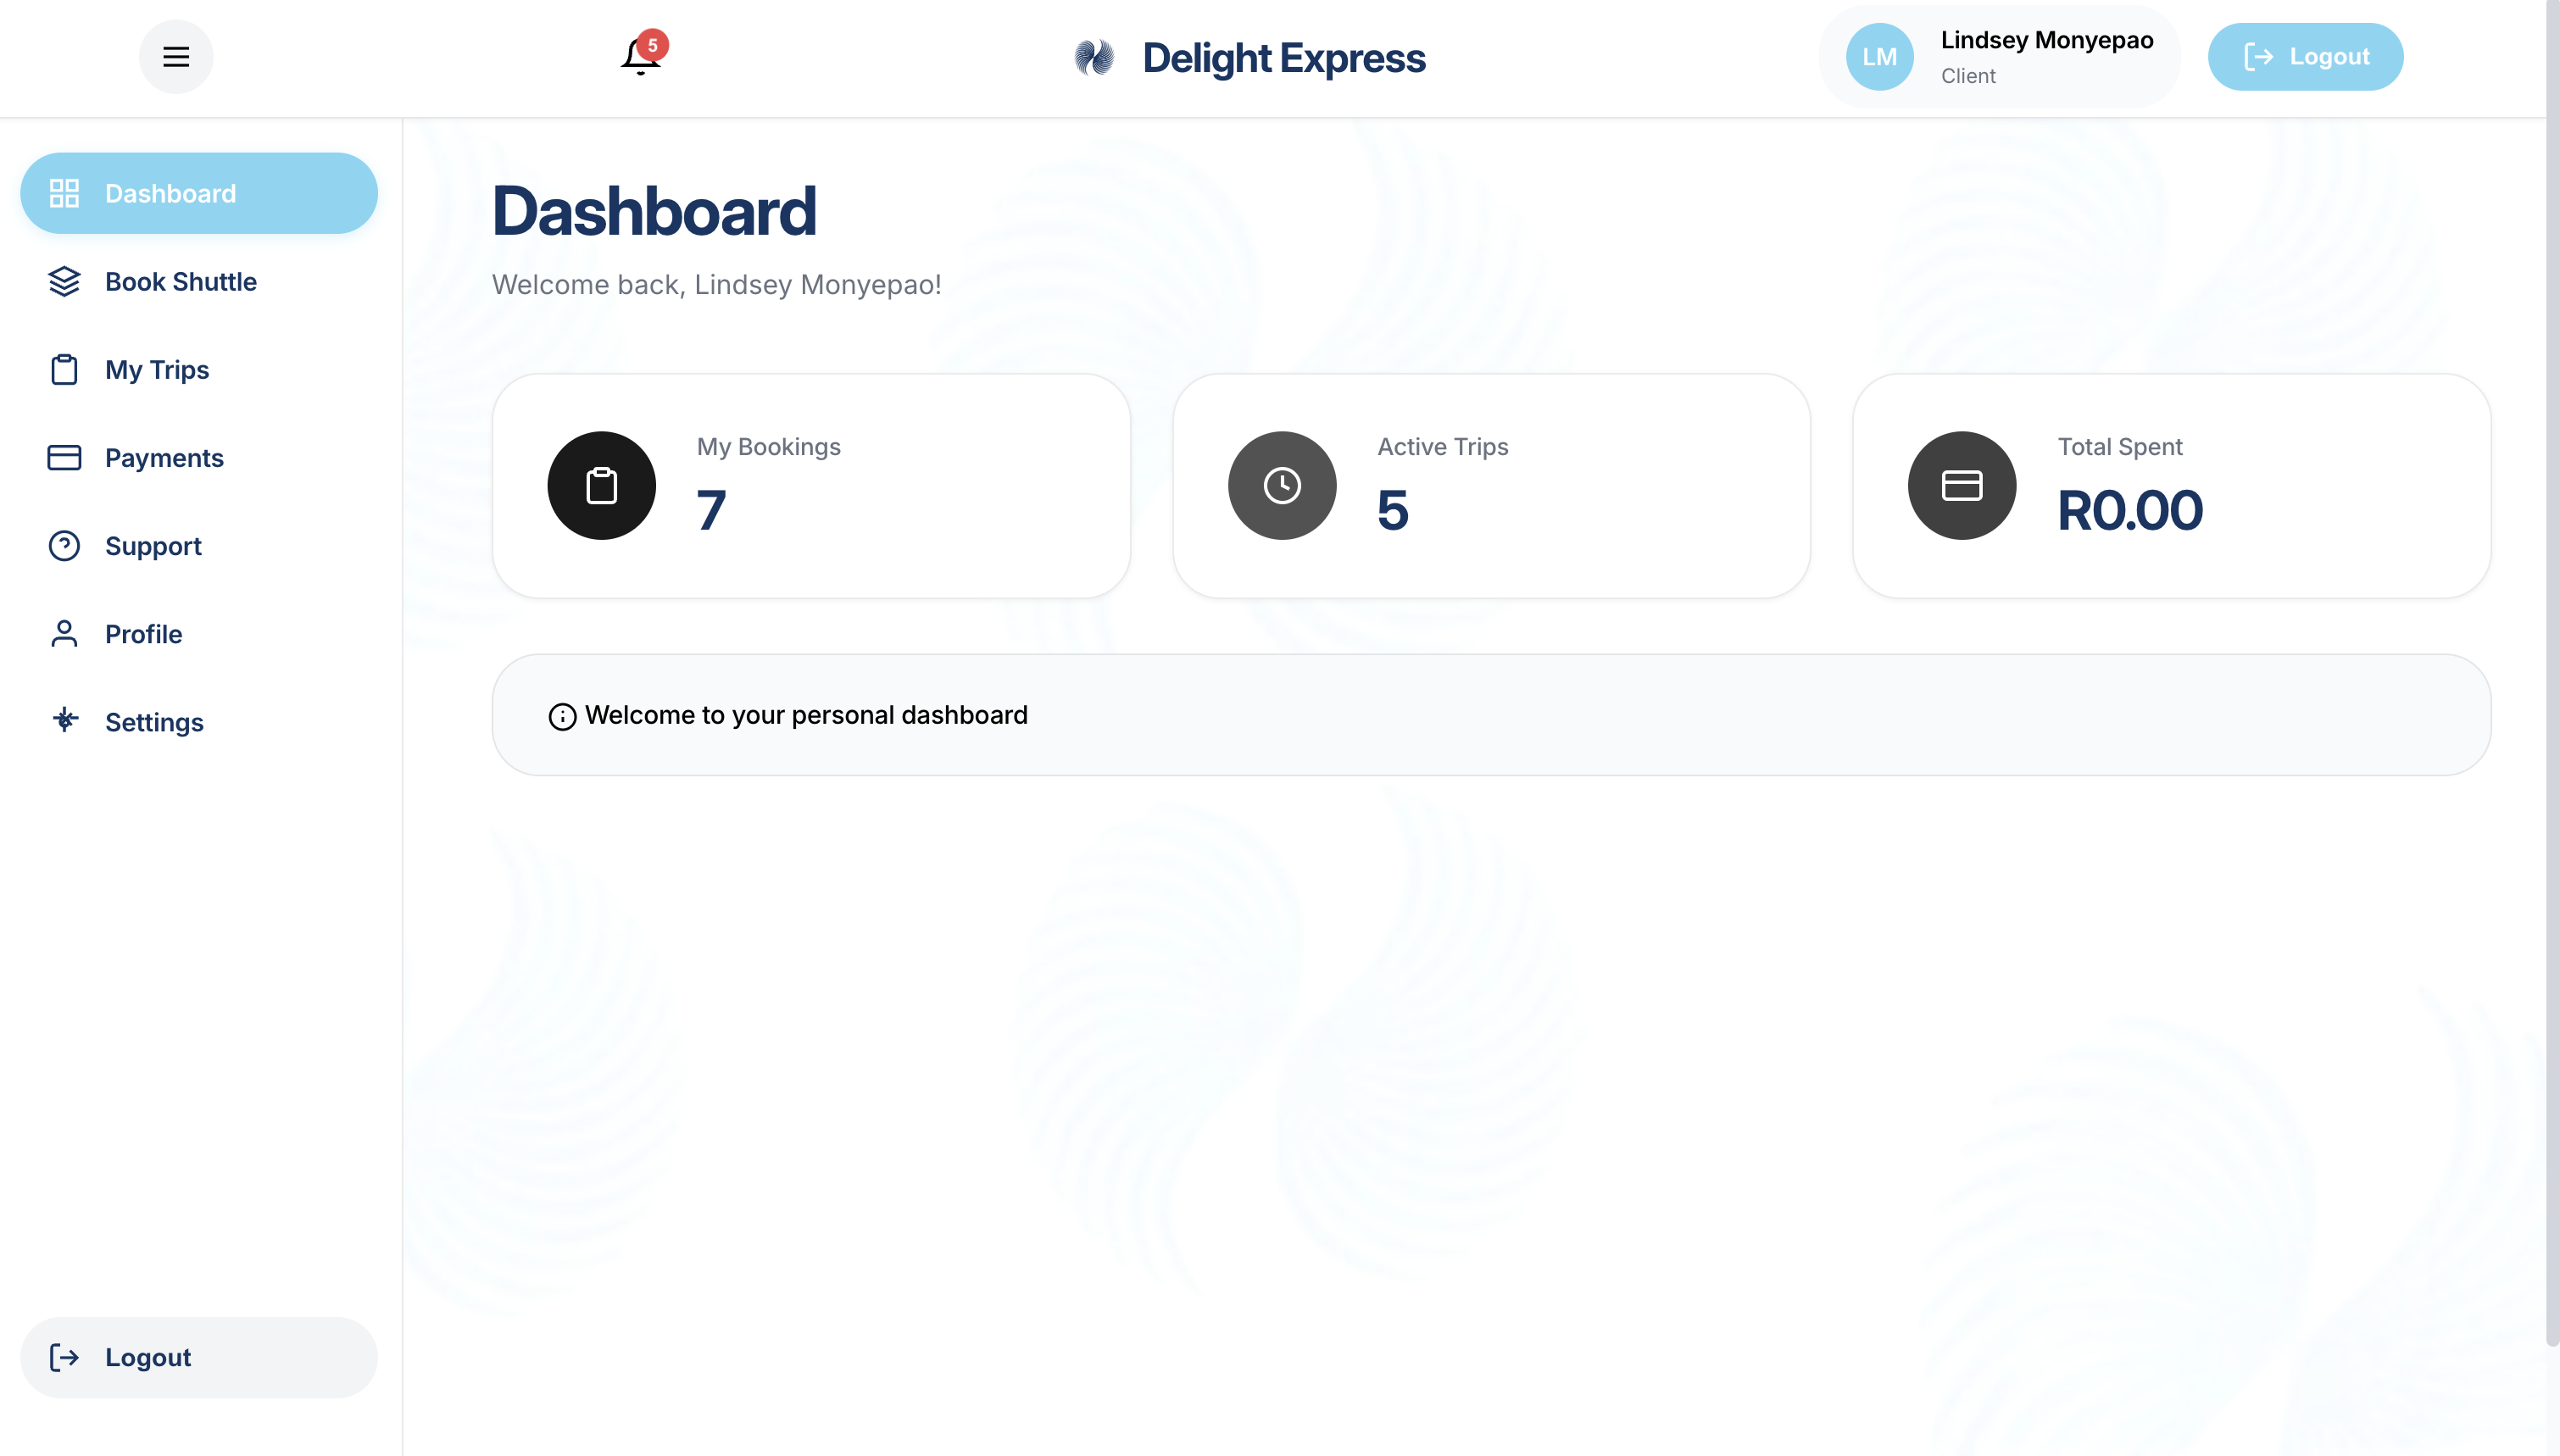 5
Delight Express
LM
Lindsey Monyepao
Client
Logout
Dashboard
Book Shuttle
My Trips
Payments
Support
Profile
Settings
Logout
Dashboard
Welcome back, Lindsey Monyepao!
My Bookings
7
Active Trips
5
Total Spent
R0.00
Welcome to your personal dashboard